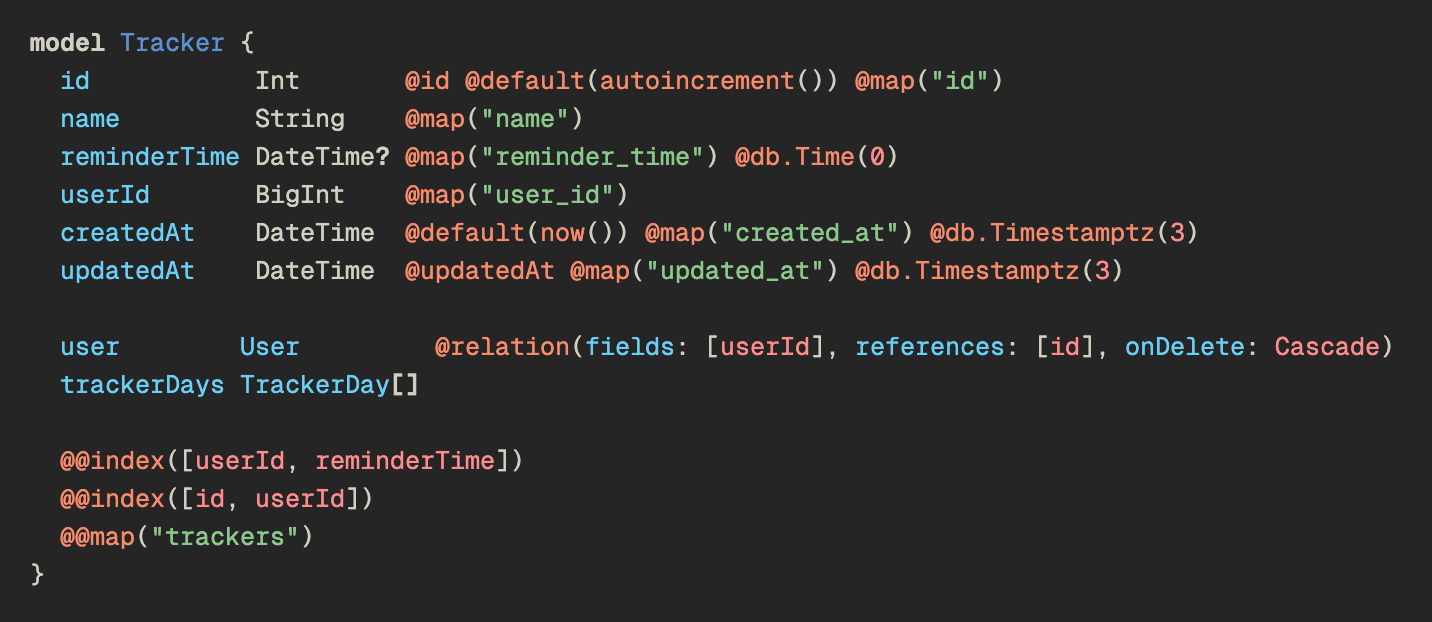 model Tracker {
  id           Int       @id @default(autoincrement()) @map("id")
  name         String    @map("name")
  reminderTime DateTime? @map("reminder_time") @db.Time(0)
  userId       BigInt    @map("user_id")
  createdAt    DateTime  @default(now()) @map("created_at") @db.Timestamptz(3)
  updatedAt    DateTime  @updatedAt @map("updated_at") @db.Timestamptz(3)

  user        User         @relation(fields: [userId], references: [id], onDelete: Cascade)
  trackerDays TrackerDay[]

  @@index([userId, reminderTime])
  @@index([id, userId])
  @@map("trackers")
}